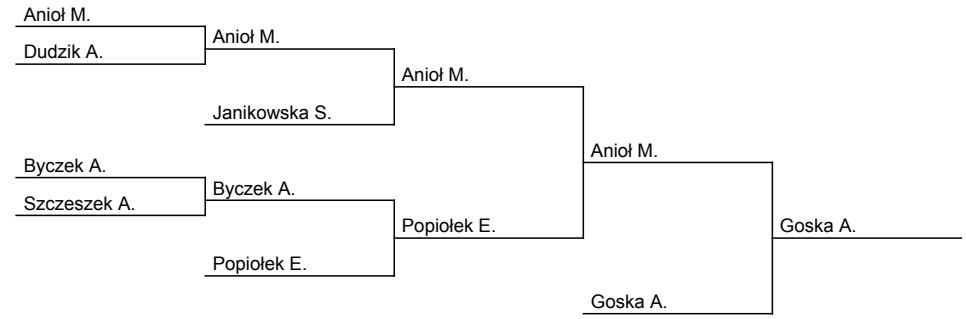 Anioł M.
Dudzik A.
Anioł M.
Janikowska S.
Anioł M.
Byczek A.
Szczeszek A.
Byczek A.
Popiołek E.
Popiołek E.
Anioł M.
Goska A.
Goska A.